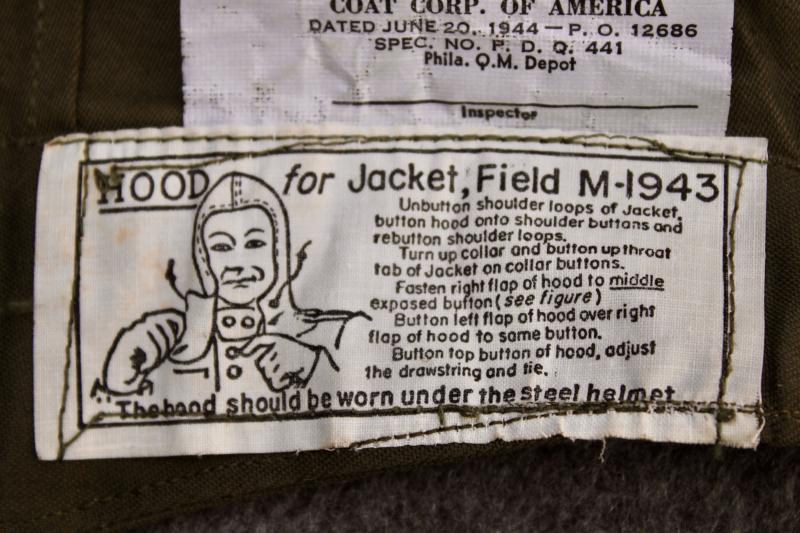 COAT CORP. OF AMERICA
DATED JUNE 20, 1944 — P. O. 12686
SPEC. NO. P. D. Q. 441
Phila. Q.M. Depot
Inspector
HOOD for Jacket, Field M-1943
Unbutton shoulder loops of Jacket,
button hood onto shoulder buttons and
rebutton shoulder loops.
Turn up collar and button up throat
tab of Jacket on collar buttons.
Fasten right flap of hood to middle
exposed button (see figure)
Button left flap of hood over right
flap of hood to same button.
Button top button of hood, adjust
the drawstring and tie.
The hood should be worn under the steel helmet